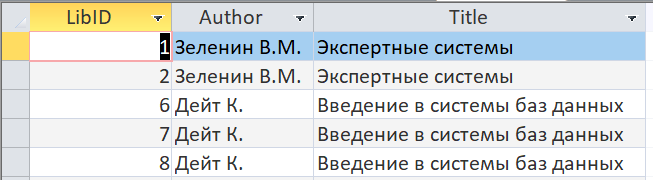 LibID Author Title
1 Зеленин В.М. Экспертные системы
2 Зеленин В.М. Экспертные системы
6 Дейт К. Введение в системы баз данных
7 Дейт К. Введение в системы баз данных
8 Дейт К. Введение в системы баз данных